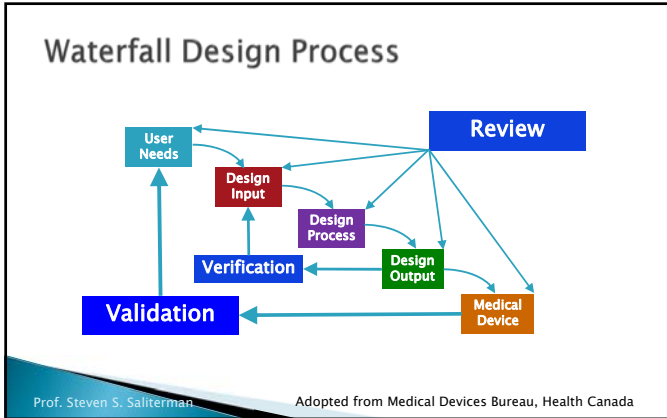 Waterfall Design Process
Review
User
Needs
Design
Input
Design
Process
Verification
Design
Output
Validation
Medical
Device
Prof. Steven S. Saliterman
Adopted from Medical Devices Bureau, Health Canada